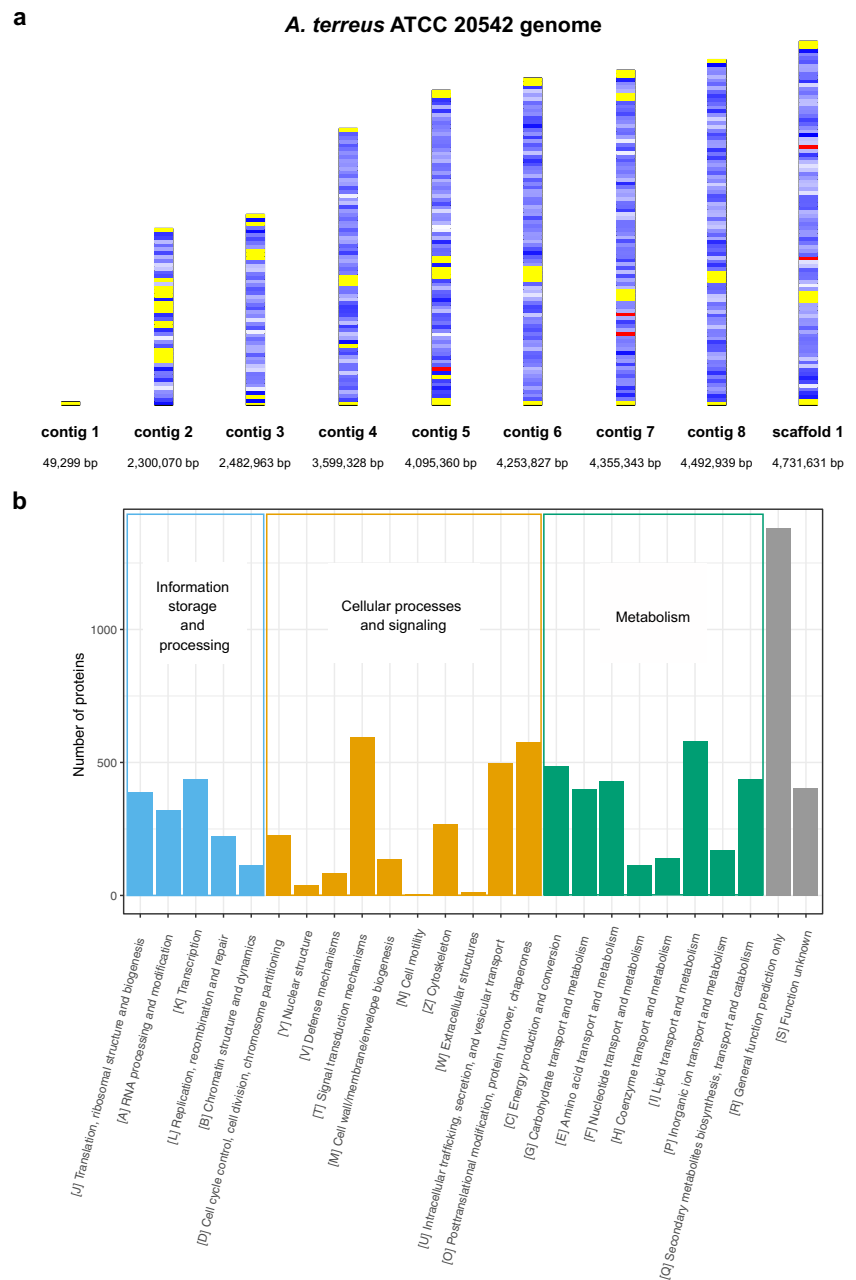 a
A. terreus ATCC 20542 genome
contig 1
contig 2
contig 3
contig 4
contig 5
contig 6
contig 7
contig 8
scaffold 1
49,299 bp
2,300,070 bp
2,482,963 bp
3,599,328 bp
4,095,360 bp
4,253,827 bp
4,355,343 bp
4,492,939 bp
4,731,631 bp
b
Information
storage
and
processing
Cellular processes
and signaling
Metabolism
Number of proteins
1000
500
0
[J] Translation, ribosomal structure and biogenesis
[A] RNA processing and modification
[K] Transcription
[L] Replication, recombination and repair
[B] Chromatin structure and dynamics
[D] Cell cycle control, cell division, chromosome partitioning
[Y] Nuclear structure
[V] Defense mechanisms
[T] Signal transduction mechanisms
[M] Cell wall/membrane/envelope biogenesis
[N] Cell motility
[Z] Cytoskeleton
[W] Extracellular structures
[U] Intracellular trafficking, secretion, and vesicular transport
[O] Posttranslational modification, protein turnover, chaperones
[C] Energy production and conversion
[G] Carbohydrate transport and metabolism
[E] Amino acid transport and metabolism
[F] Nucleotide transport and metabolism
[H] Coenzyme transport and metabolism
[I] Lipid transport and metabolism
[P] Inorganic ion transport and metabolism
[Q] Secondary metabolites biosynthesis, transport and catabolism
[R] General function prediction only
[S] Function unknown